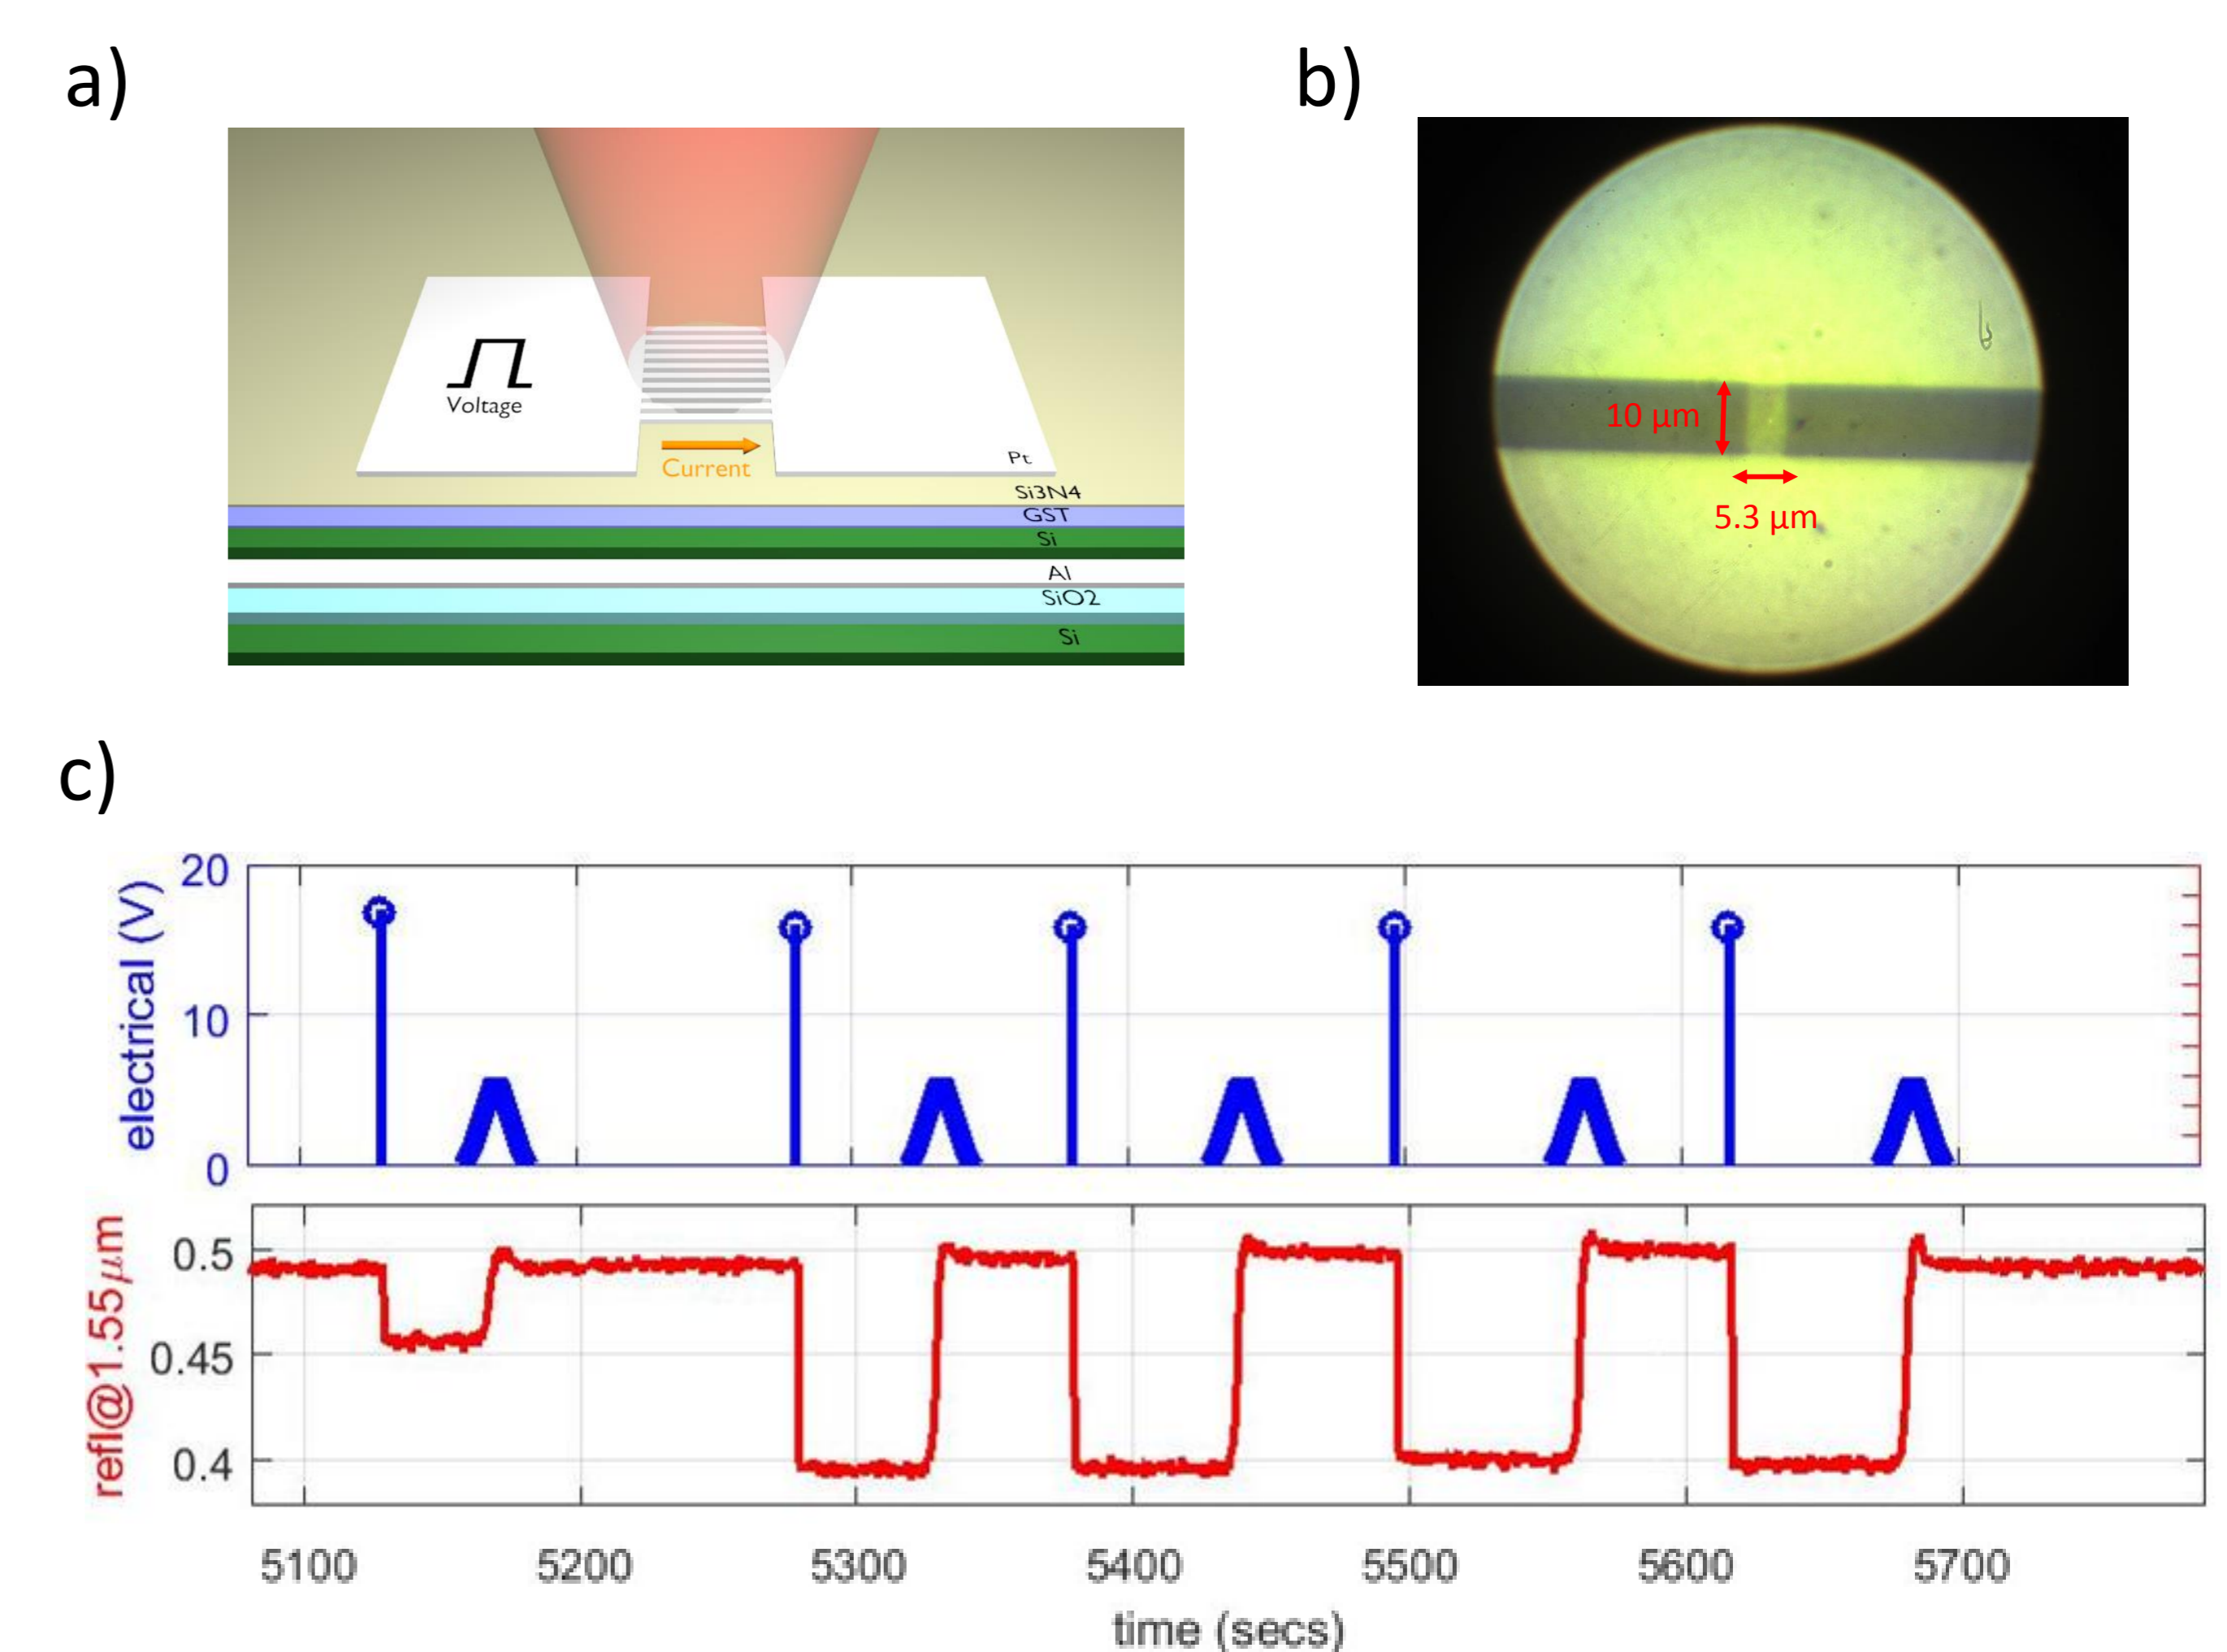 a)
Voltage
Current
Pt
Si3N4
GST
Si
Al
SiO2
Si
b)
10 µm
5.3 µm
c)
electrical (V)
20
10
0
refl@1.55µm
0.5
0.45
0.4
5100 5200 5300 5400 5500 5600 5700
time (secs)